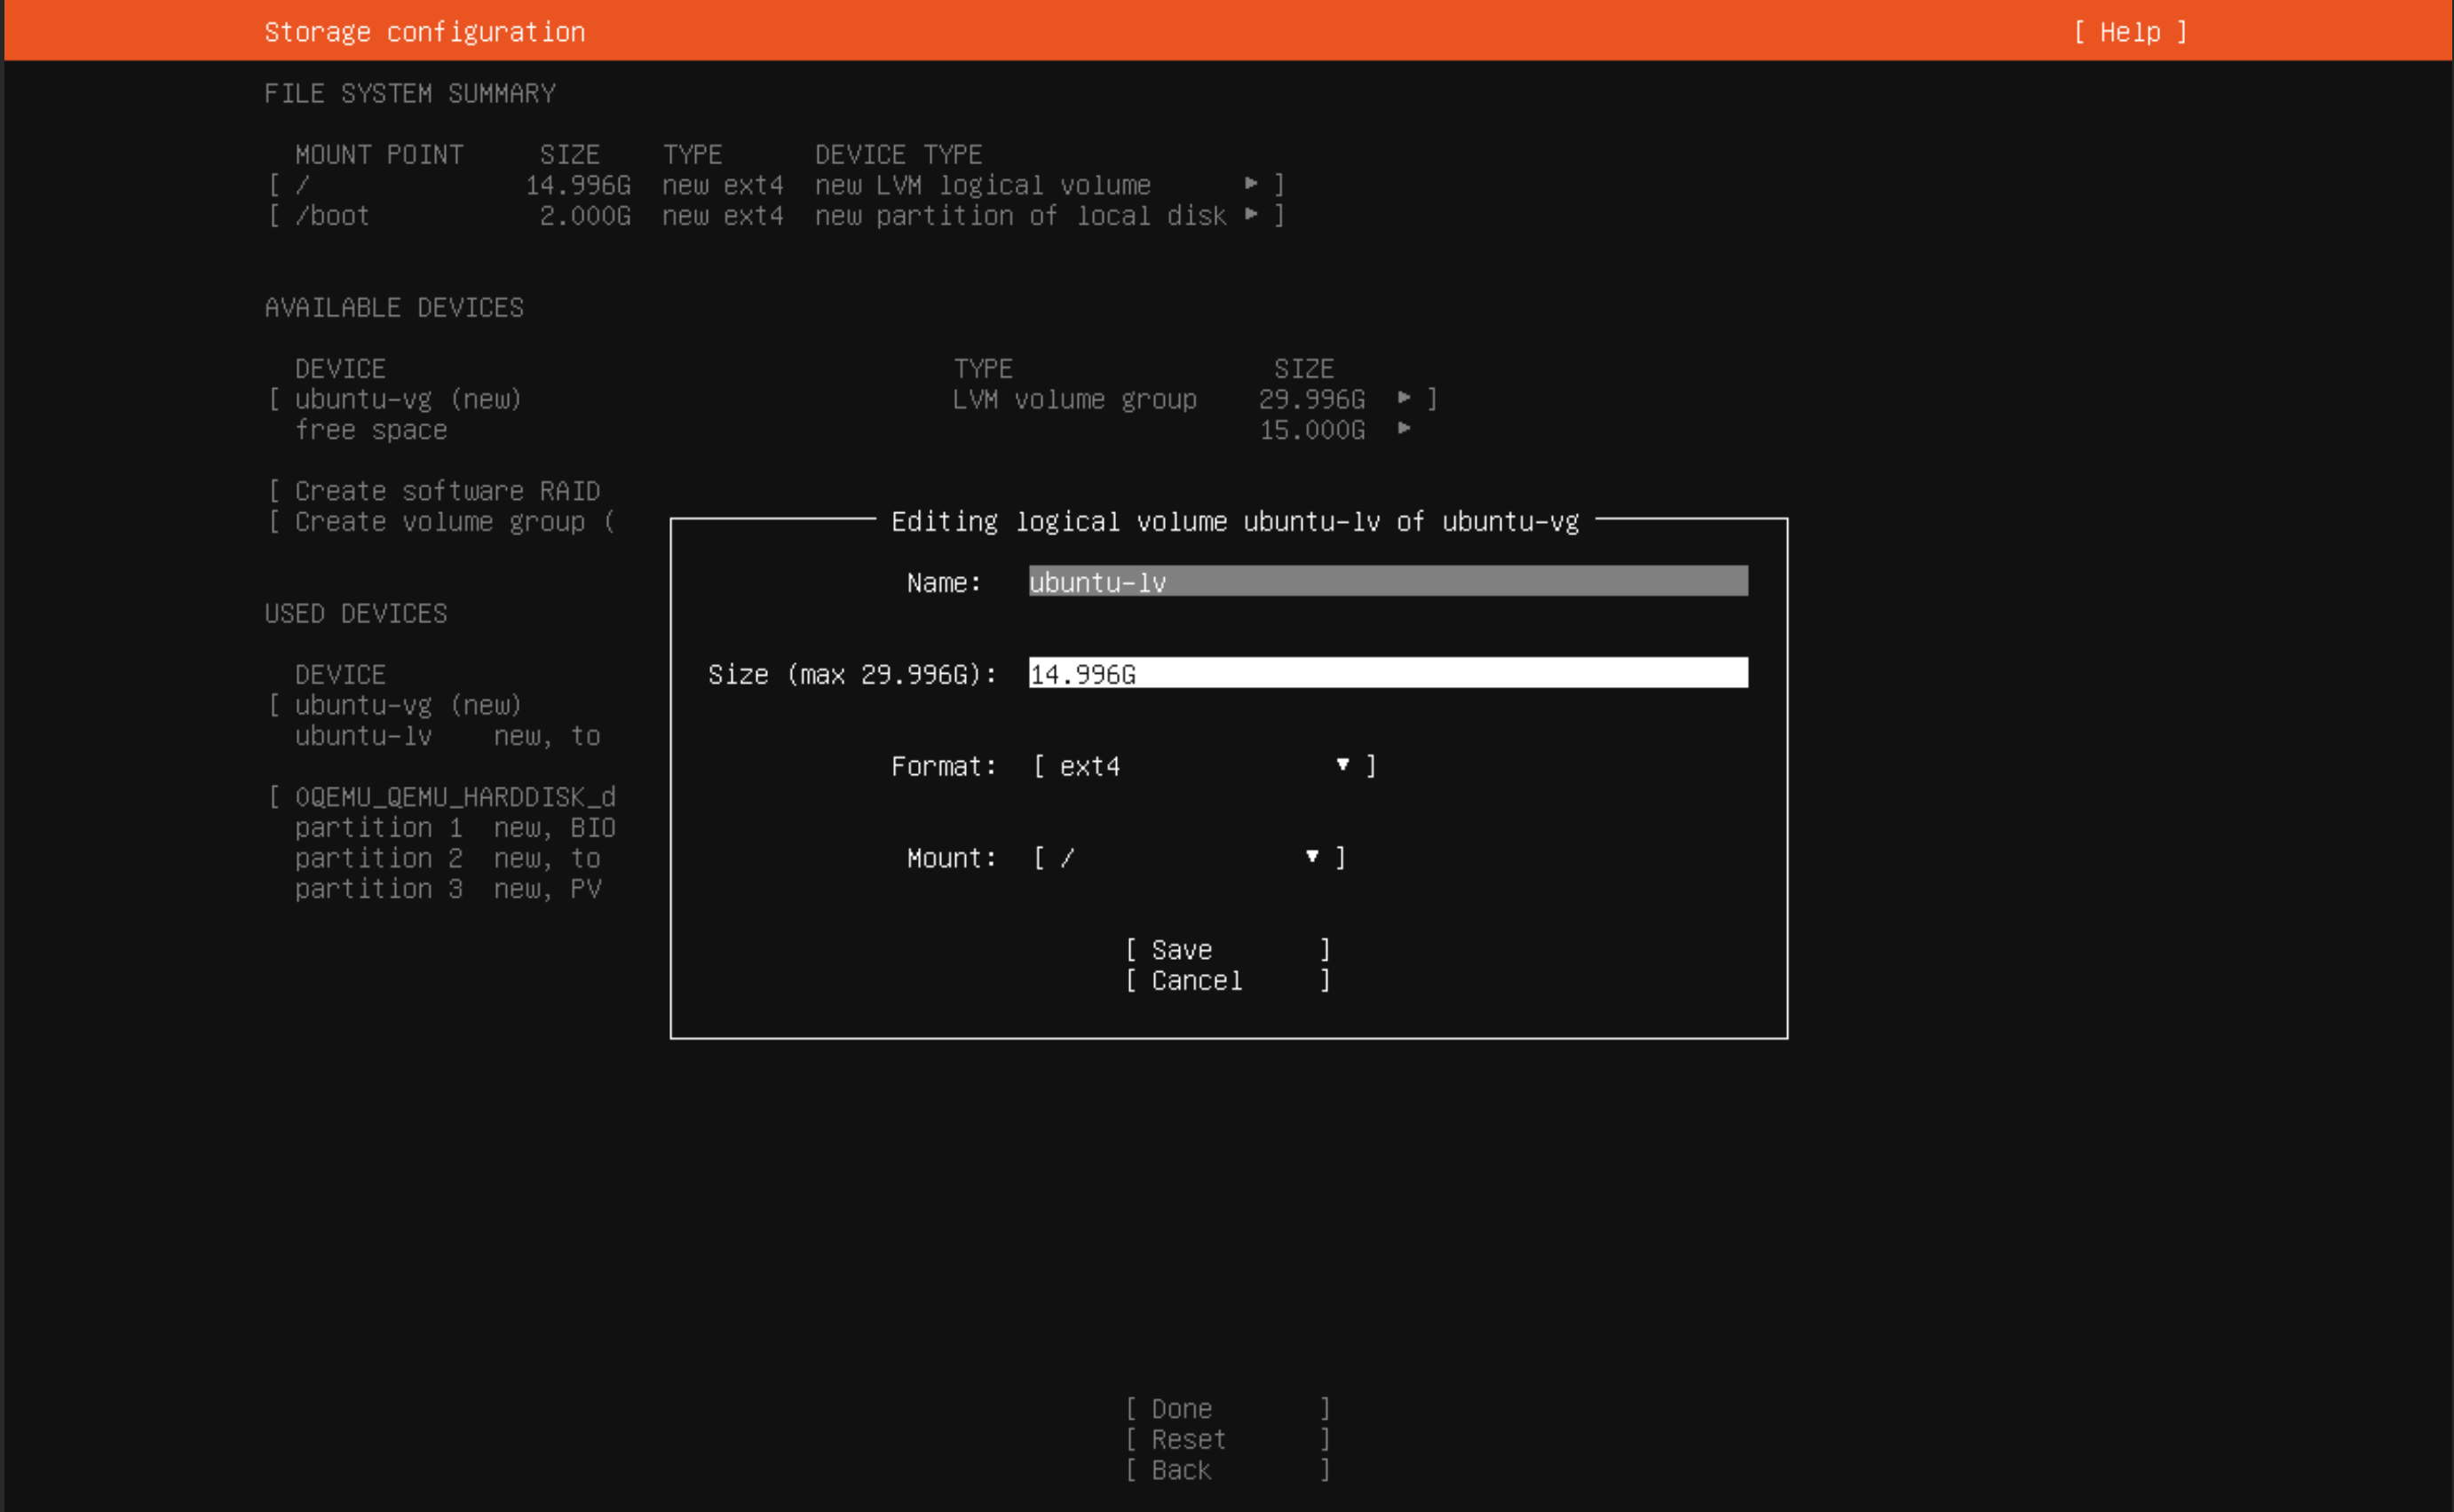 Storage configuration [ Help ]
FILE SYSTEM SUMMARY
MOUNT POINT SIZE TYPE DEVICE TYPE
[ / 14.996G new ext4 new LVM logical volume ▸ ]
[ /boot 2.000G new ext4 new partition of local disk ▸ ]
AVAILABLE DEVICES
DEVICE TYPE SIZE
[ ubuntu-vg (new) LVM volume group 29.996G ▸ ]
free space 15.000G ▸
[ Create software RAID
[ Create volume group (
Editing logical volume ubuntu-lv of ubuntu-vg
Name: ubuntu-lv
Size (max 29.996G): 14.996G
Format: [ ext4 ▾ ]
Mount: [ / ▾ ]
[ Save ]
[ Cancel ]
USED DEVICES
DEVICE
[ ubuntu-vg (new)
ubuntu-lv new, to
[ OQEMU_QEMU_HARDDISK_d
partition 1 new, BIO
partition 2 new, to
partition 3 new, PV
[ Done ]
[ Reset ]
[ Back ]